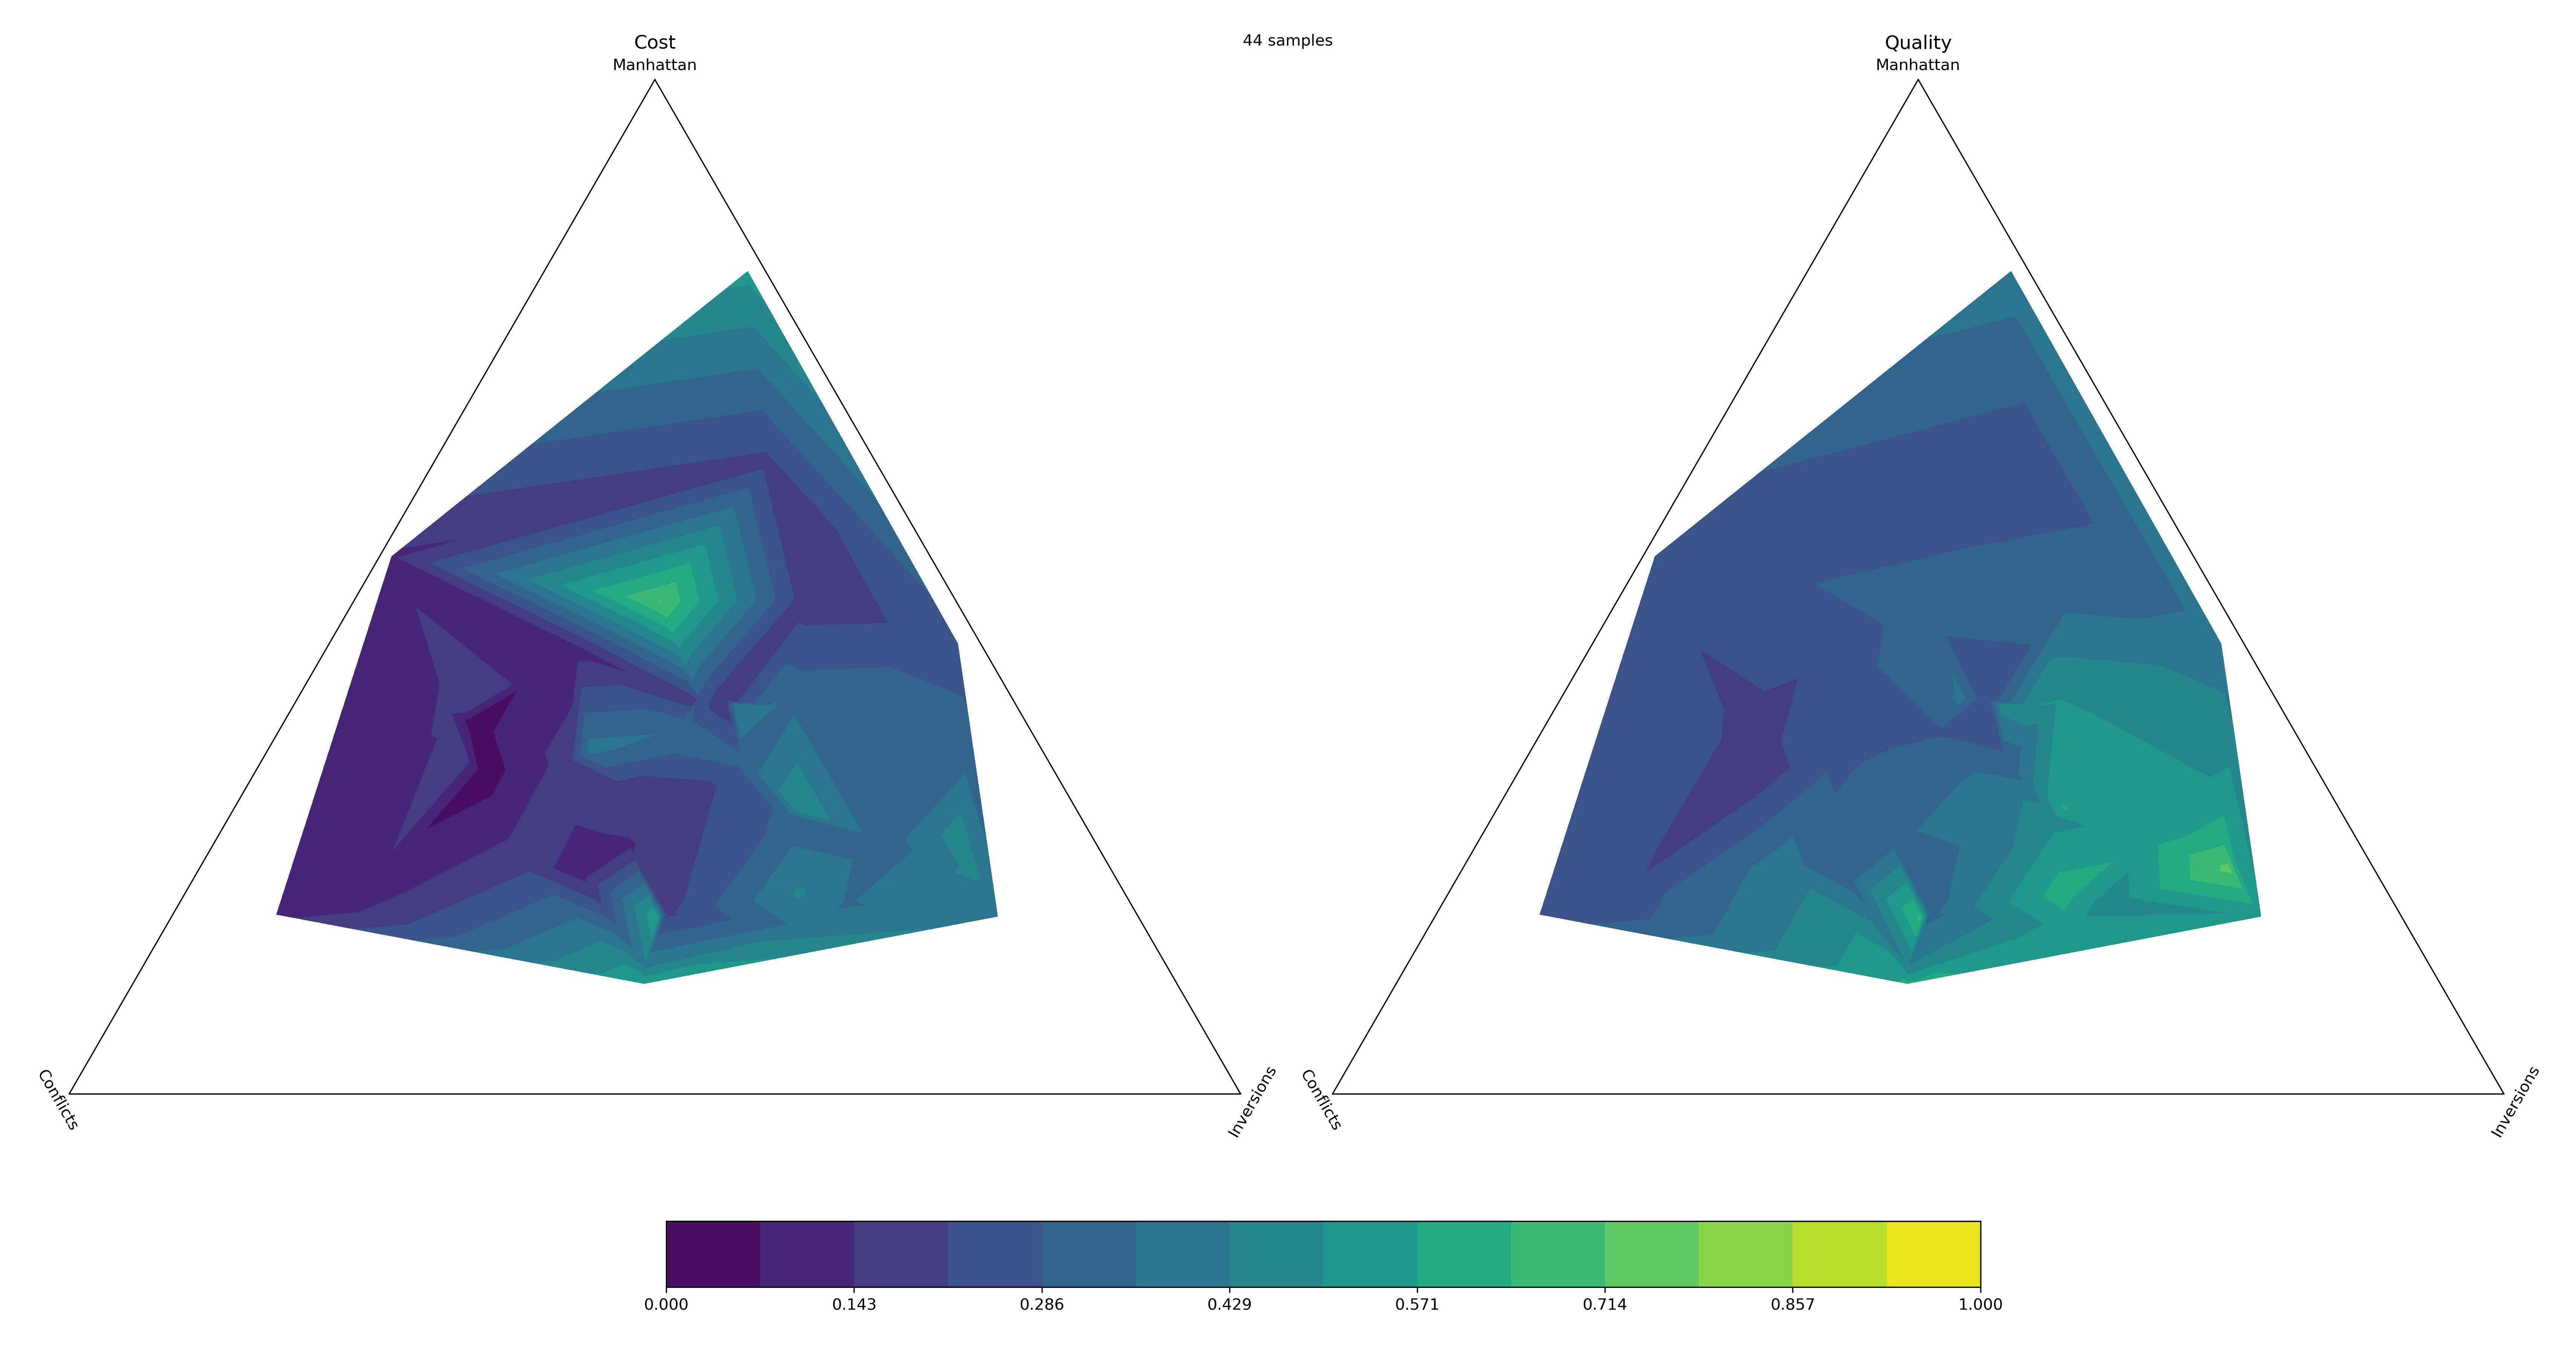 44 samples
Cost
Manhattan
Conflicts
Inversions
Quality
Manhattan
Conflicts
Inversions
0.000 0.143 0.286 0.429 0.571 0.714 0.857 1.000